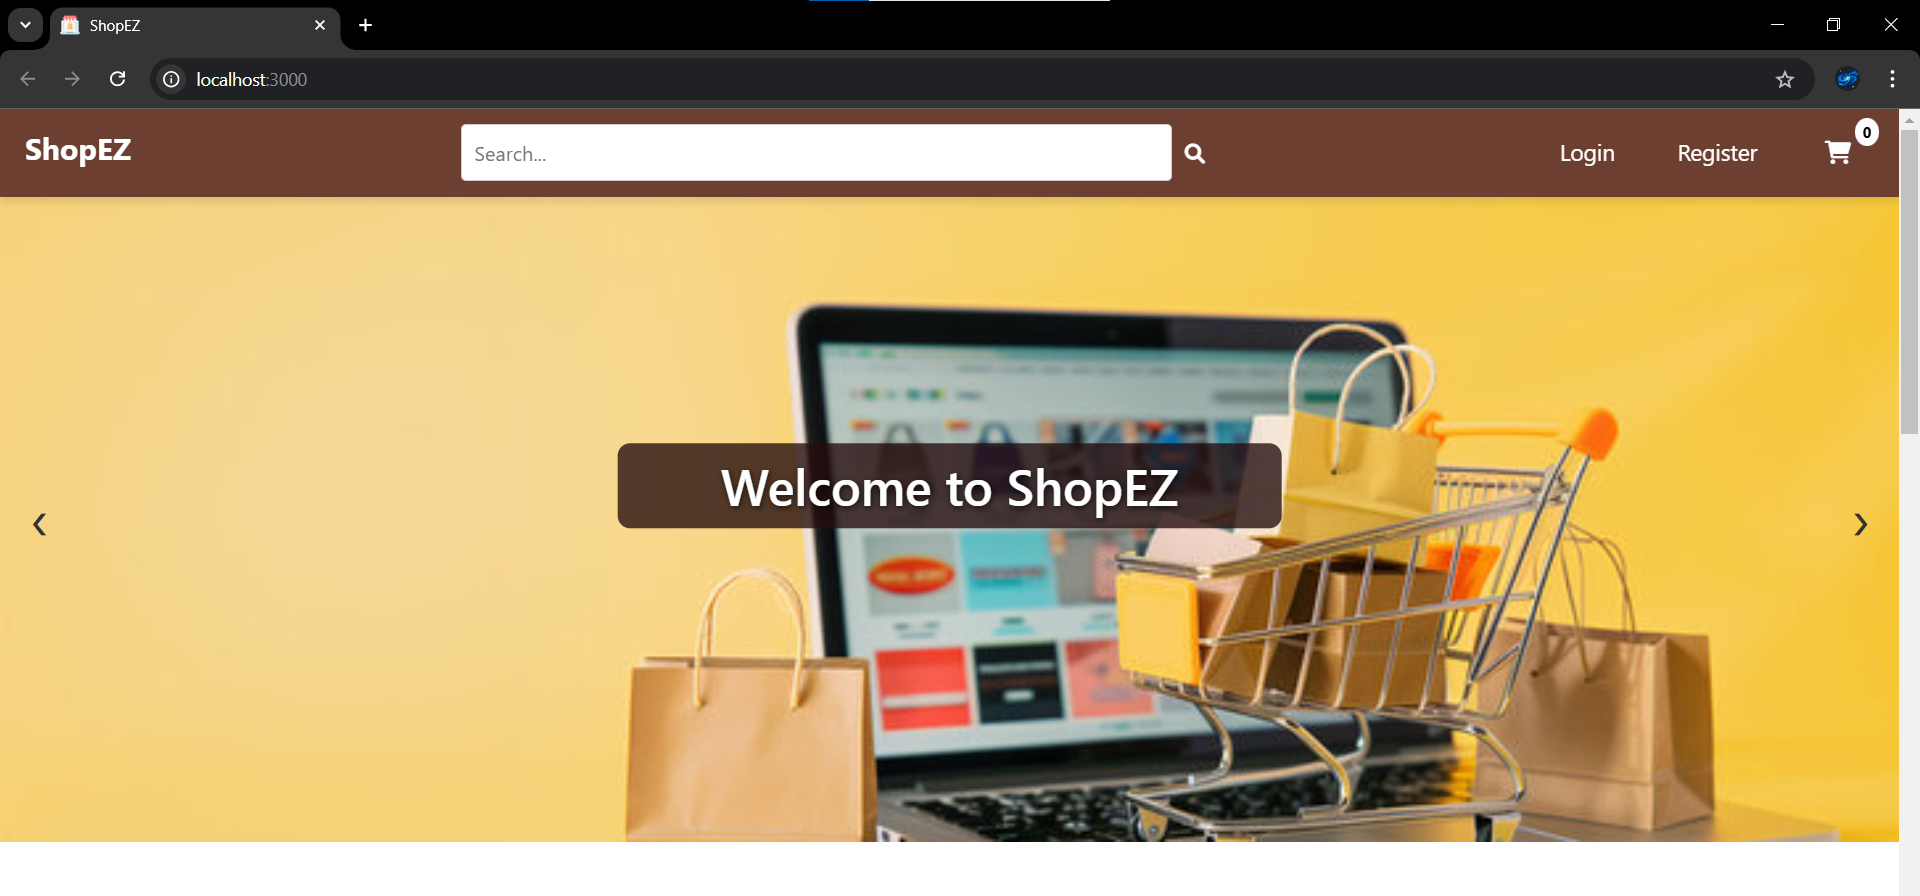 ShopEZ
localhost:3000
ShopEZ
Search...
Login
Register
0
Welcome to ShopEZ